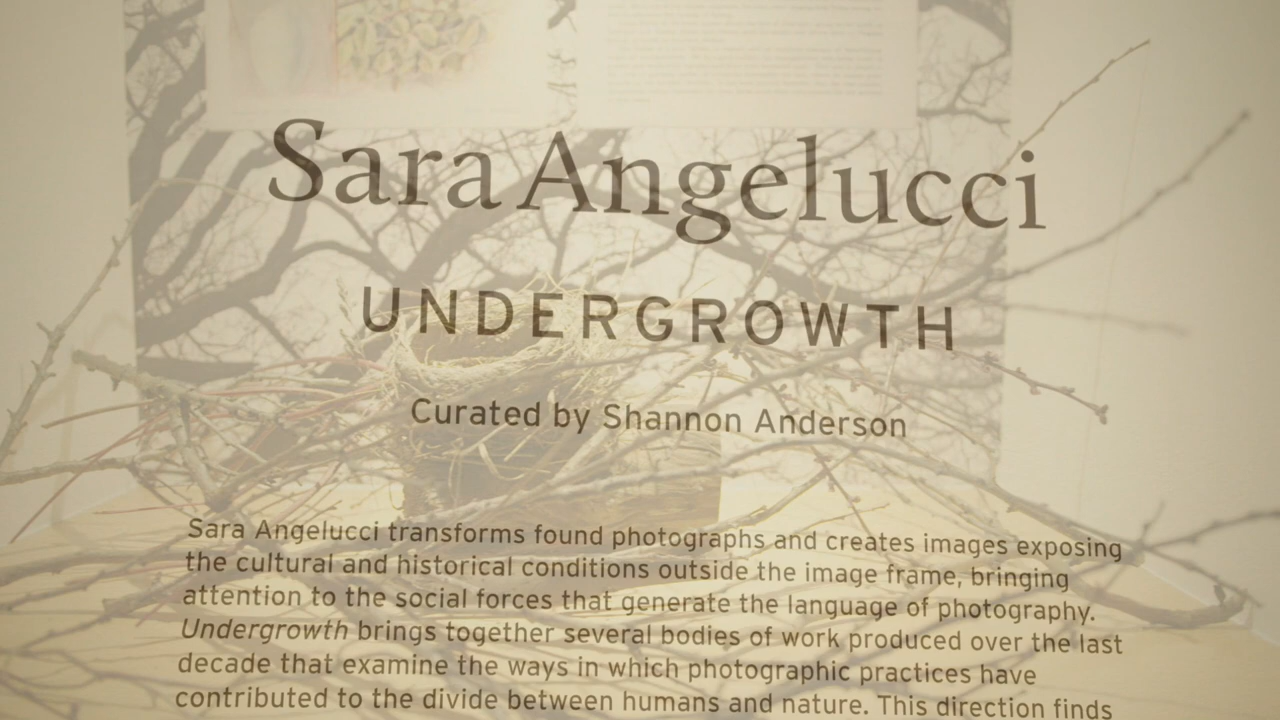 Sara Angelucci
UNDERGROWTH
Curated by Shannon Anderson
Sara Angelucci transforms found photographs and creates images exposing
the cultural and historical conditions outside the image frame, bringing
attention to the social forces that generate the language of photography.
Undergrowth brings together several bodies of work produced over the last
decade that examine the ways in which photographic practices have
contributed to the divide between humans and nature. This direction finds